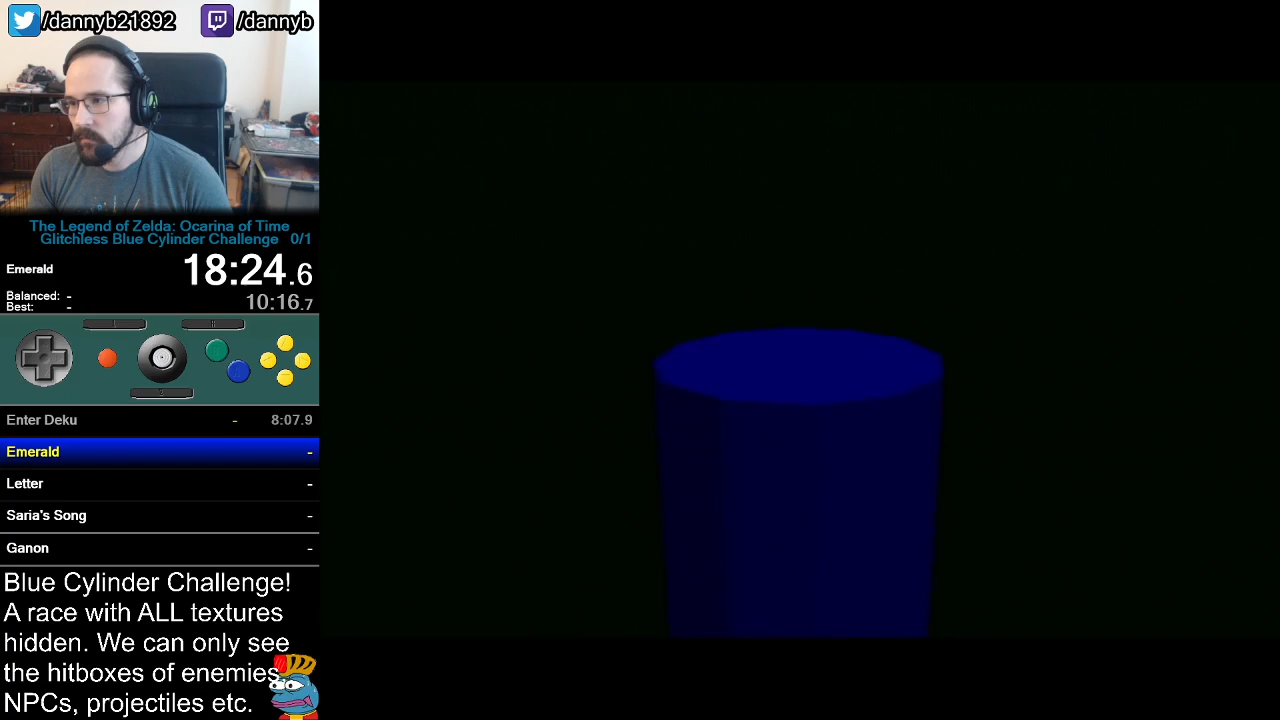 /dannyb21892
/dannyb
The Legend of Zelda: Ocarina of Time
Glitchless Blue Cylinder Challenge 0/1
Emerald
18:24.6
Balanced: -
Best: -
10:16.7
Enter Deku - 8:07.9
Emerald -
Letter -
Saria's Song -
Ganon -
Blue Cylinder Challenge!
A race with ALL textures
hidden. We can only see
the hitboxes of enemies,
NPCs, projectiles etc.